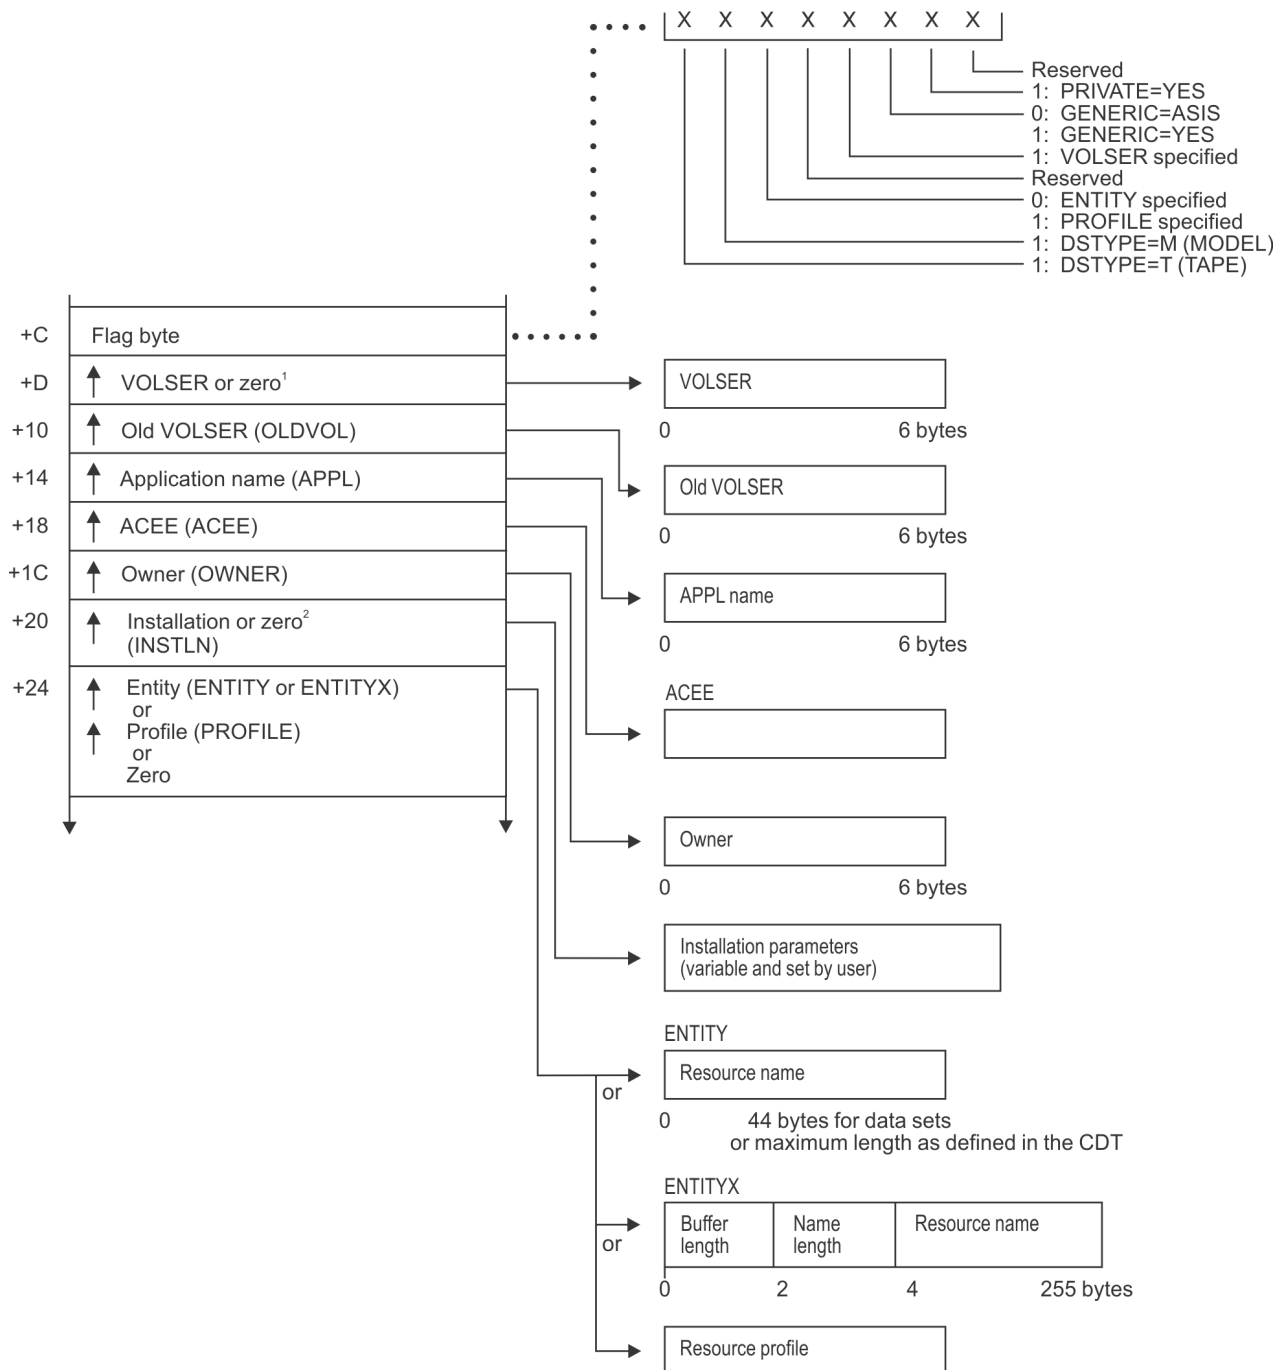 X X X X X X X X
Reserved
1: PRIVATE=YES
0: GENERIC=ASIS
1: GENERIC=YES
1: VOLSER specified
Reserved
0: ENTITY specified
1: PROFILE specified
1: DSTYPE=M (MODEL)
1: DSTYPE=T (TAPE)
+C Flag byte
+D VOLSER or zero1
+10 Old VOLSER (OLDVOL)
+14 Application name (APPL)
+18 ACEE (ACEE)
+1C Owner (OWNER)
+20 Installation or zero2
(INSTLN)
+24 Entity (ENTITY or ENTITYX)
or
Profile (PROFILE)
or
Zero
VOLSER
0 6 bytes
Old VOLSER
0 6 bytes
APPL name
0 6 bytes
ACEE
Owner
0 6 bytes
Installation parameters
(variable and set by user)
ENTITY
Resource name
or
0 44 bytes for data sets
or maximum length as defined in the CDT
ENTITYX
Buffer length
Name length
Resource name
or
0 2 4 255 bytes
Resource profile